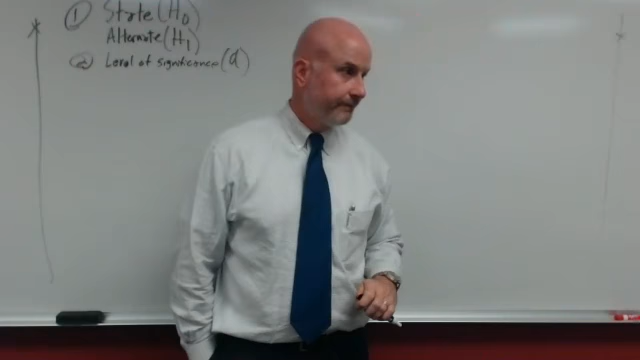 ① State (H0)
Alternate (H1)
② Level of significance (α)